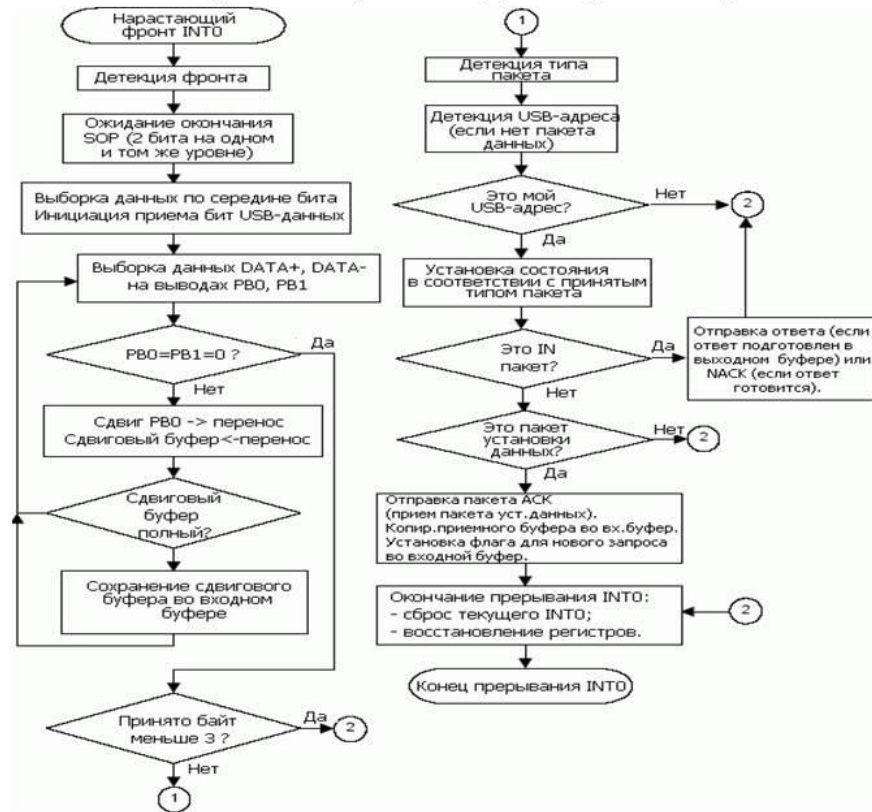 Нарастающий
фронт INT0
Детекция фронта
Ожидание окончания
SOP (2 бита на одном
и том же уровне)
Выборка данных по середине бита
Инициация приема бит USB-данных
Выборка данных DATA+, DATA-
на выводах PB0, PB1
PB0=PB1=0 ?
Да
Нет
Сдвиг PB0 -> перенос
Сдвиговый буфер<-перенос
Сдвиговый
буфер
полный?
Сохранение сдвигового
буфера во входном
буфере
Принято байт
меньше 3 ?
Да
2
Нет
1
1
Детекция типа
пакета
Детекция USB-адреса
(если нет пакета
данных)
Это мой
USB-адрес?
Нет
2
Да
Установка состояния
в соответствии с принятым
типом пакета
Это IN
пакет?
Да
Отправка ответа (если
ответ подготовлен в
выходном буфере) или
NACK (если ответ
готовится).
Нет
Это пакет
установки
данных?
Нет
2
Да
Отправка пакета ACK
(прием пакета уст.данных).
Копир.приемного буфера во вх.буфер.
Установка флага для нового запроса
во входной буфер.
Окончание прерывания INT0:
- сброс текущего INT0;
- восстановление регистров.
2
Конец прерывания INT0